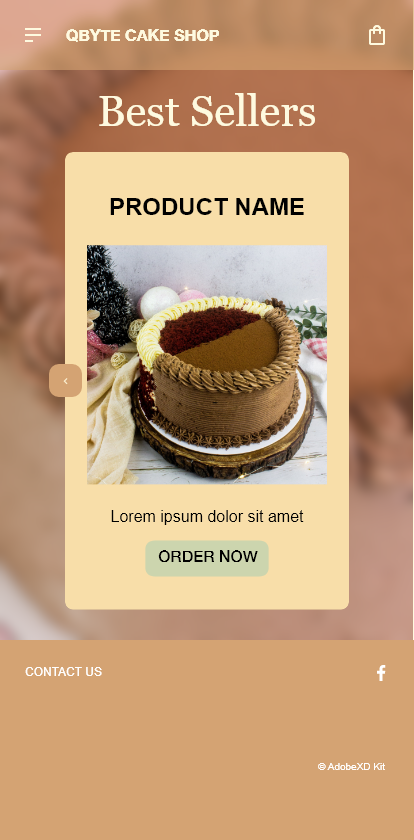 QBYTE CAKE SHOP
Best Sellers
PRODUCT NAME
Lorem ipsum dolor sit amet
ORDER NOW
CONTACT US
© AdobeXD Kit